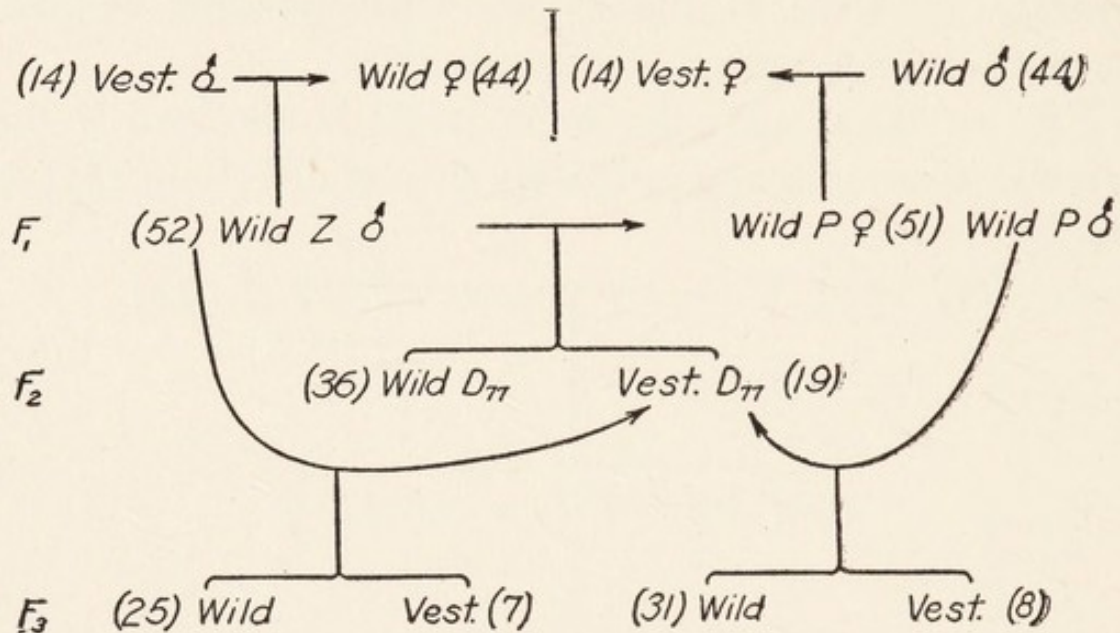 (14) Vest. ♂ Wild ♀ (44) (14) Vest. ♀ Wild ♂ (44)
F₁ (52) Wild Z ♂ Wild P ♀ (51) Wild P ♂
F₂ (36) Wild D₇₇ Vest. D₇₇ (19)
F₃ (25) Wild Vest. (7) (31) Wild Vest. (8)